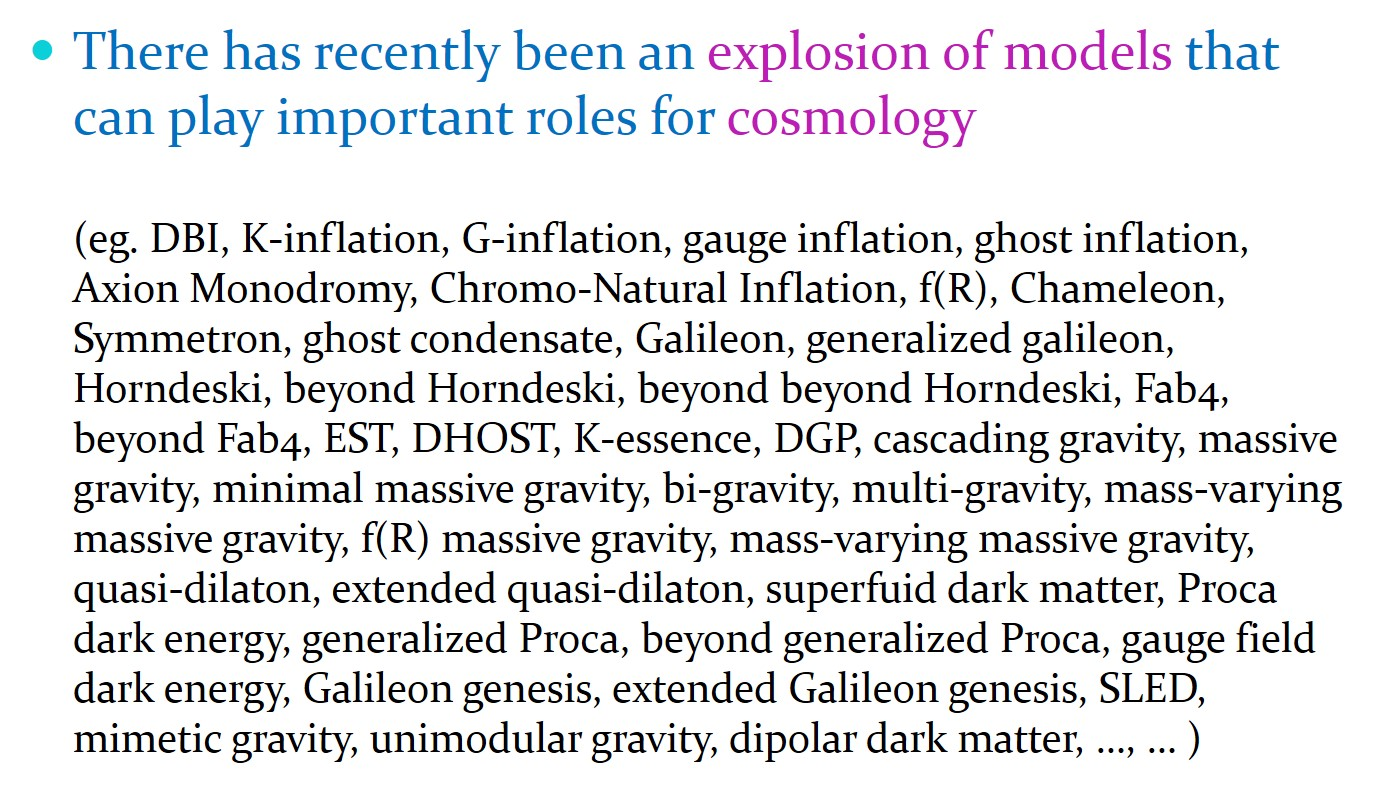 • There has recently been an explosion of models that
can play important roles for cosmology
(eg. DBI, K-inflation, G-inflation, gauge inflation, ghost inflation,
Axion Monodromy, Chromo-Natural Inflation, f(R), Chameleon,
Symmetron, ghost condensate, Galileon, generalized galileon,
Horndeski, beyond Horndeski, beyond beyond Horndeski, Fab4,
beyond Fab4, EST, DHOST, K-essence, DGP, cascading gravity, massive
gravity, minimal massive gravity, bi-gravity, multi-gravity, mass-varying
massive gravity, f(R) massive gravity, mass-varying massive gravity,
quasi-dilaton, extended quasi-dilaton, superfuid dark matter, Proca
dark energy, generalized Proca, beyond generalized Proca, gauge field
dark energy, Galileon genesis, extended Galileon genesis, SLED,
mimetic gravity, unimodular gravity, dipolar dark matter, ..., ... )